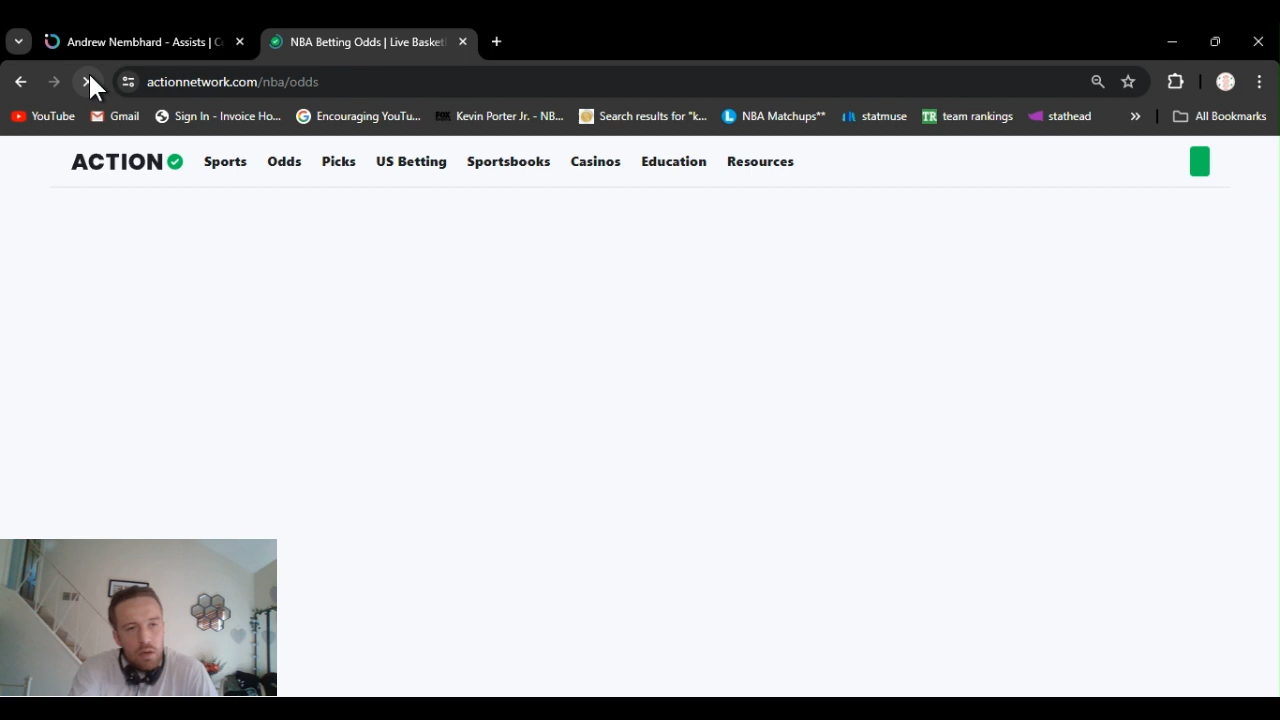 Andrew Nembhard - Assists |
NBA Betting Odds | Live Basket
actionnetwork.com/nba/odds
YouTube
Gmail
Sign In - Invoice Ho...
Encouraging YouTu...
FOX
Kevin Porter Jr. - NB...
Search results for "k...
L
NBA Matchups**
statmuse
TR
team rankings
stathead
All Bookmarks
ACTION
Sports
Odds
Picks
US Betting
Sportsbooks
Casinos
Education
Resources